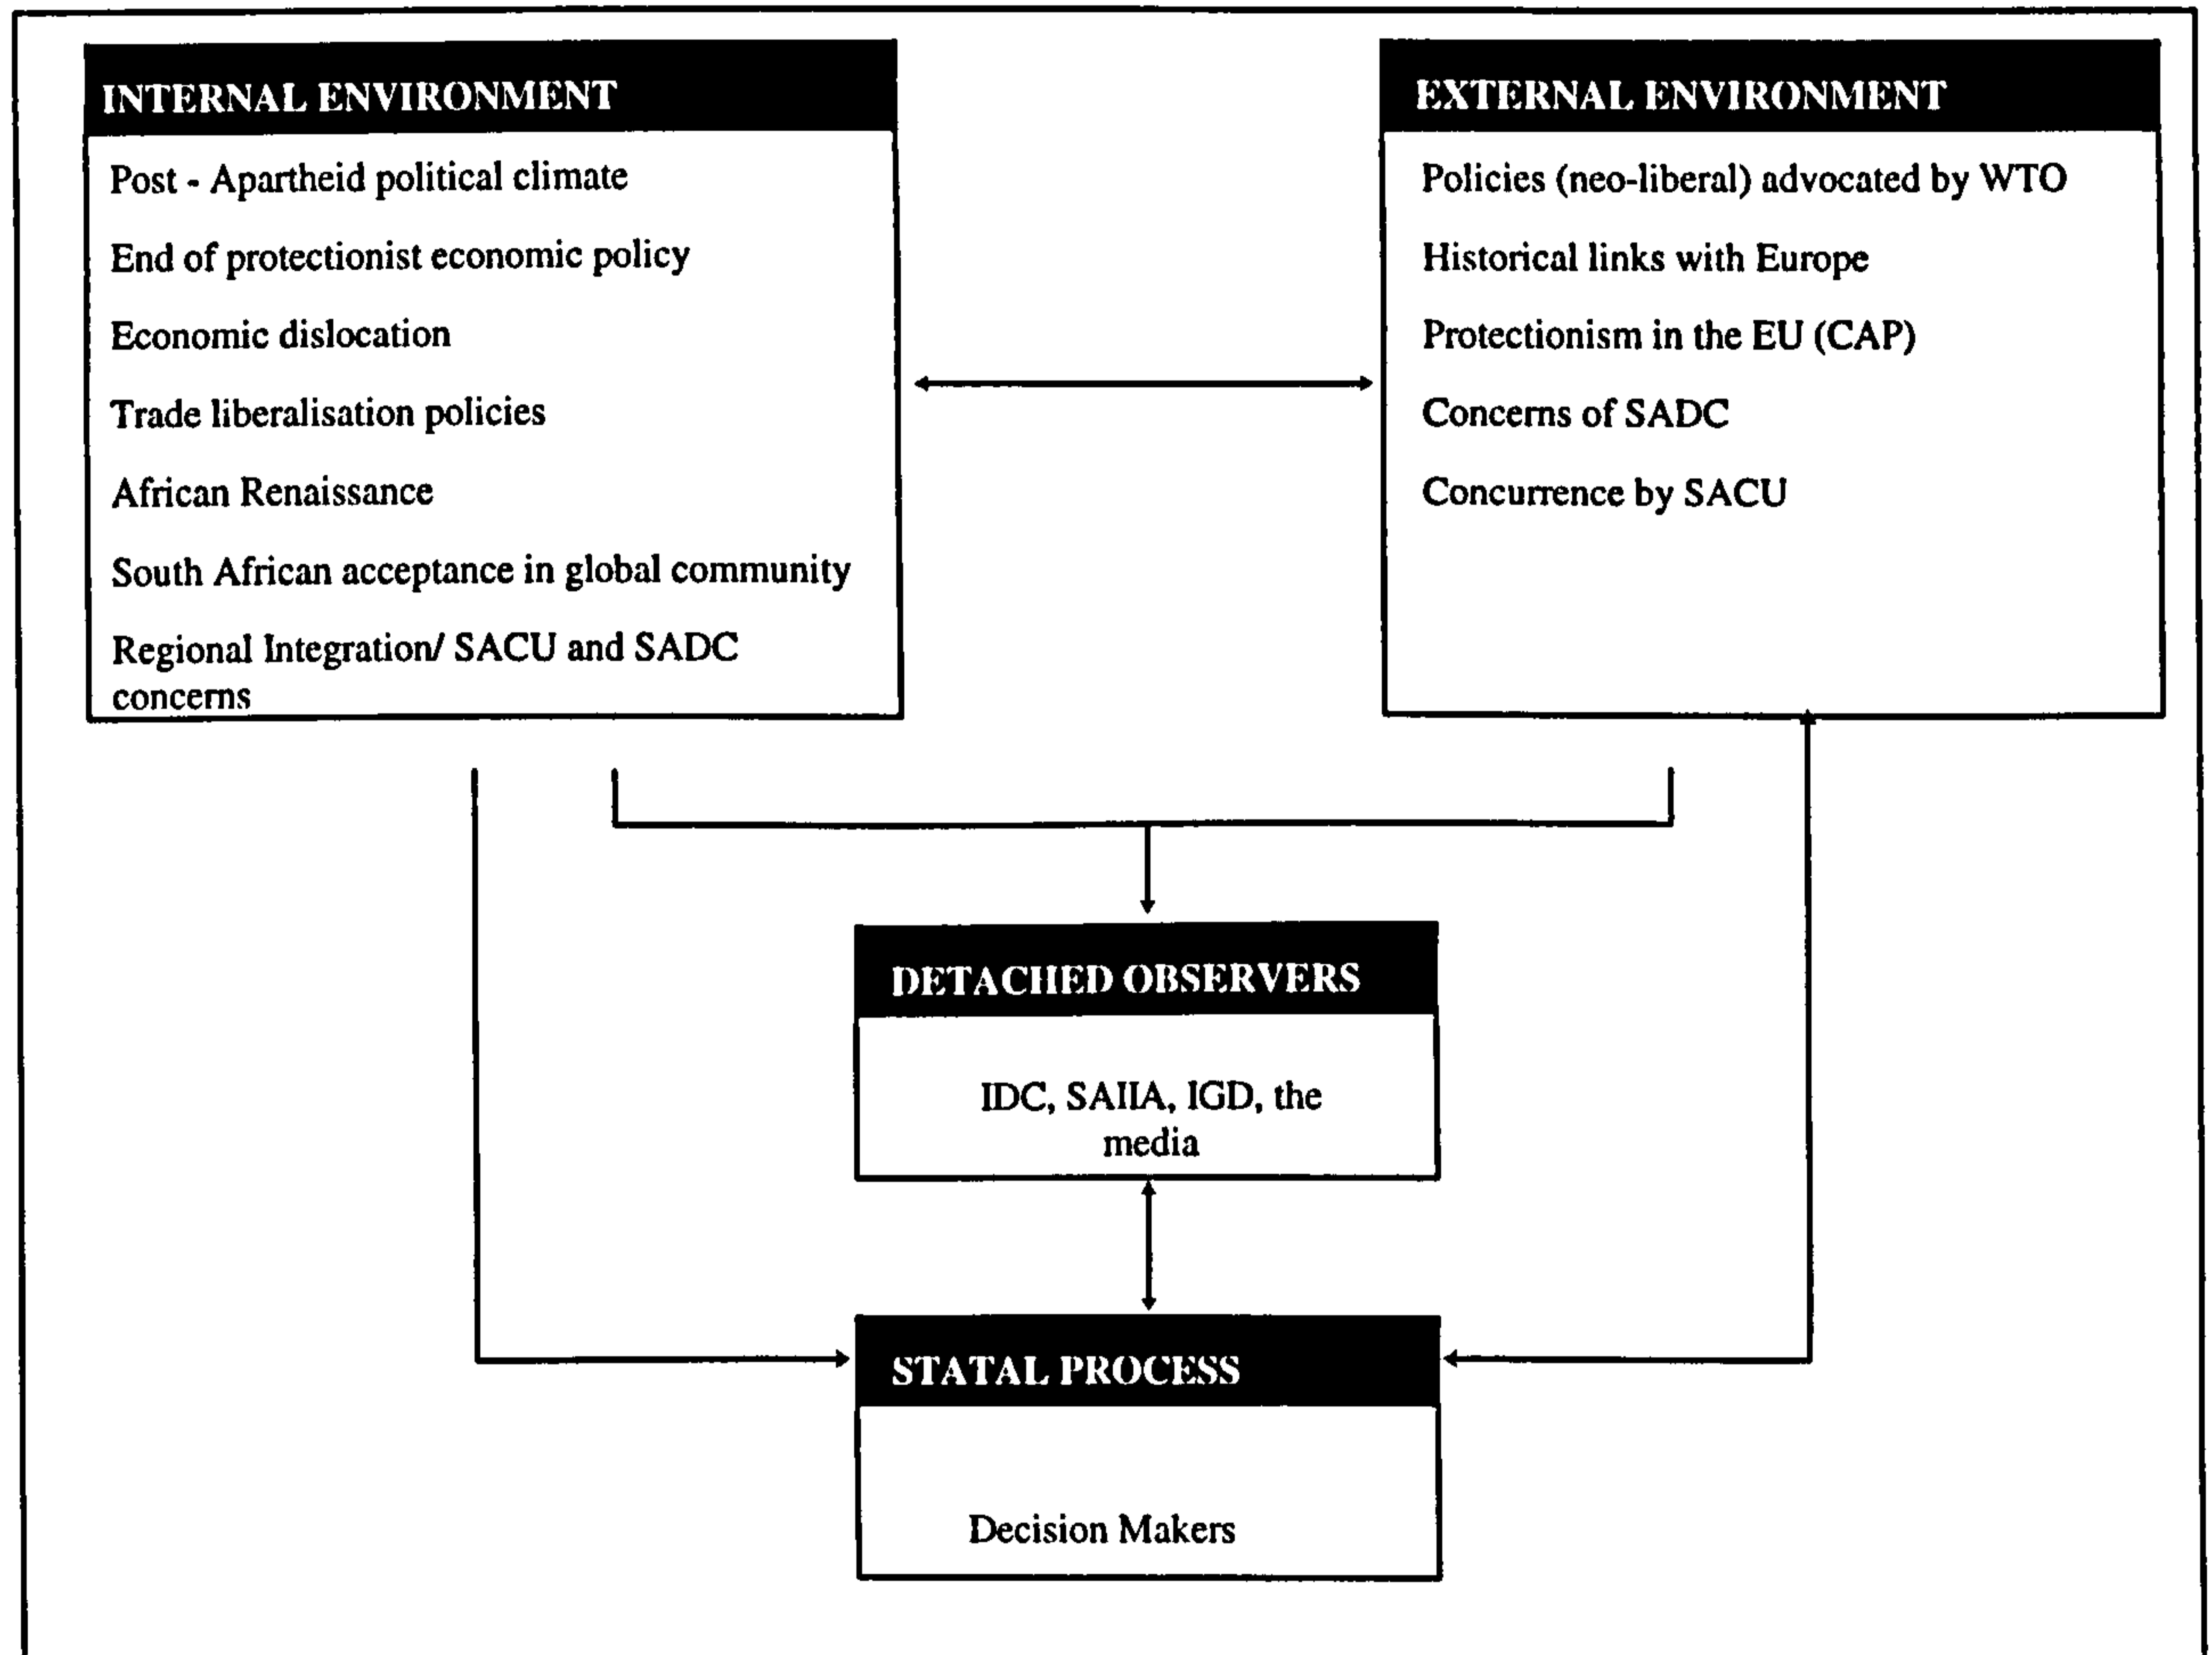 INTERNAL ENVIRONMENT
Post - Apartheid political climate
End of protectionist economic policy
Economic dislocation
Trade liberalisation policies
African Renaissance
South African acceptance in global community
Regional Integration/ SACU and SADC
concerns
EXTERNAL ENVIRONMENT
Policies (neo-liberal) advocated by WTO
Historical links with Europe
Protectionism in the EU (CAP)
Concerns of SADC
Concurrence by SACU
DETACHED OBSERVERS
IDC, SAIIA, IGD, the
media
STATAL PROCESS
Decision Makers